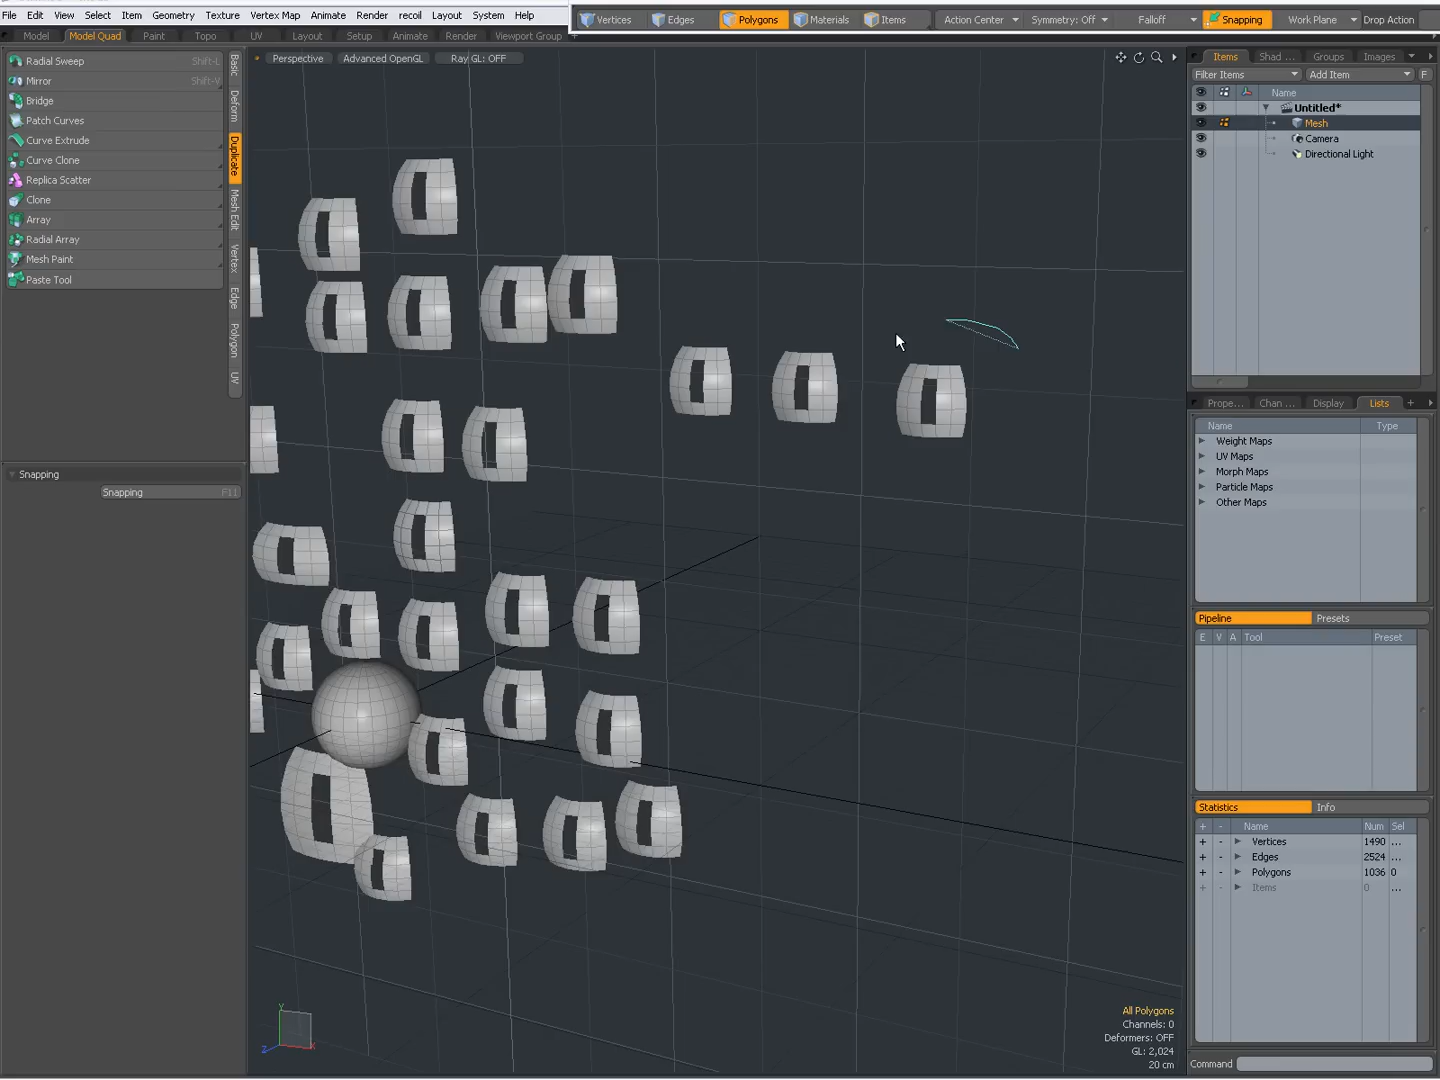 File Edit View Select Item Geometry Texture Vertex Map Animate Render recoil Layout System Help
Vertices Edges Polygons Materials Items Action Center Symmetry: Off Falloff Snapping Work Plane Drop Action
Model Model Quad Paint Topo UV Layout Setup Animate Render Viewport Group +
Radial Sweep Shift-L
Mirror Shift-V
Bridge
Patch Curves
Curve Extrude
Curve Clone
Replica Scatter
Clone
Array
Radial Array
Mesh Paint
Paste Tool
Basic
Deform
Duplicate
Mesh Edit
Vertex
Edge
Polygon
UV
Snapping
Snapping F11
Perspective Advanced OpenGL Ray GL: OFF
Y
Z X
All Polygons
Channels: 0
Deformers: OFF
GL: 2,024
20 cm
Items Shad ... Groups Images
Filter Items Add Item F
Name
Untitled*
Mesh
Camera
Directional Light
Prope... Chan ... Display Lists +
Name Type
Weight Maps
UV Maps
Morph Maps
Particle Maps
Other Maps
Pipeline Presets
E V A Tool Preset
Statistics Info
+ - Name Num Sel
+ - Vertices 1490 ...
+ - Edges 2524 ...
+ - Polygons 1036 0
+ - Items 0 ...
Command